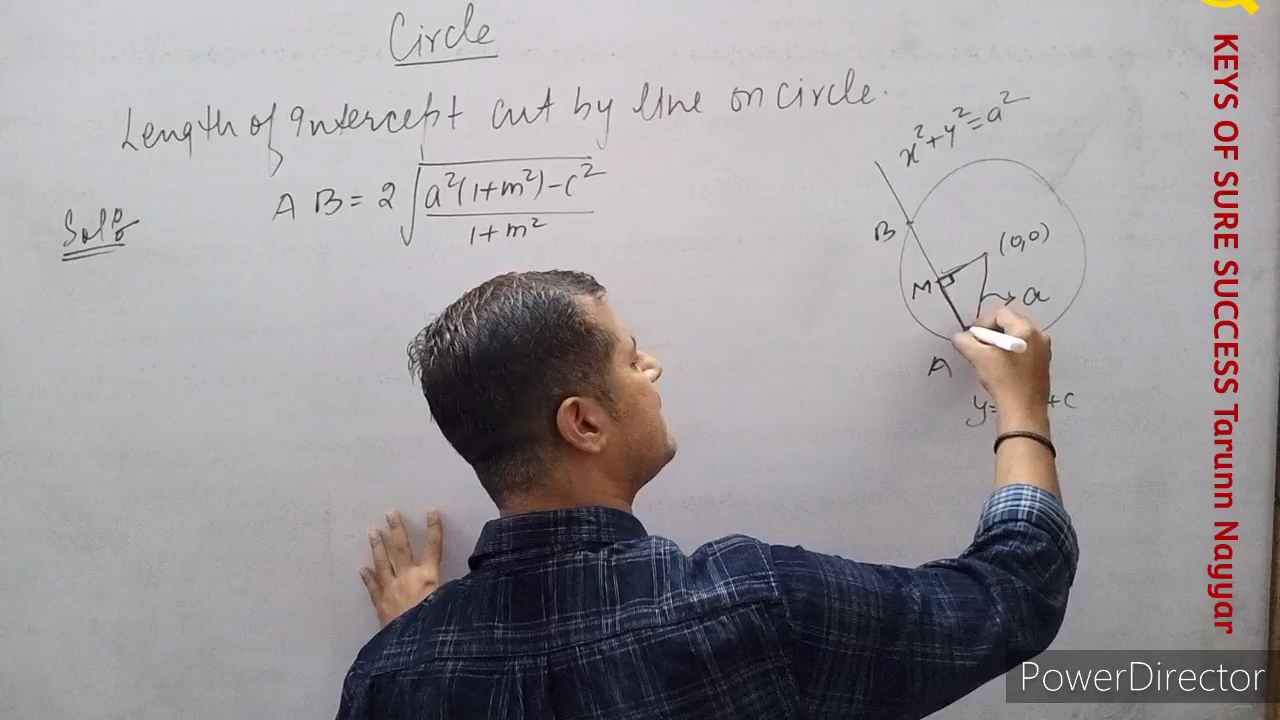 Circle
Length of Intercept cut by line on circle.
x²+y²=a²
AB = 2√(a²(1+m²)-c²)/(1+m²)
Solⁿ
B
(0,0)
M
a
A
y= +c
KEYS OF SURE SUCCESS Tarunn Nayyar
PowerDirector